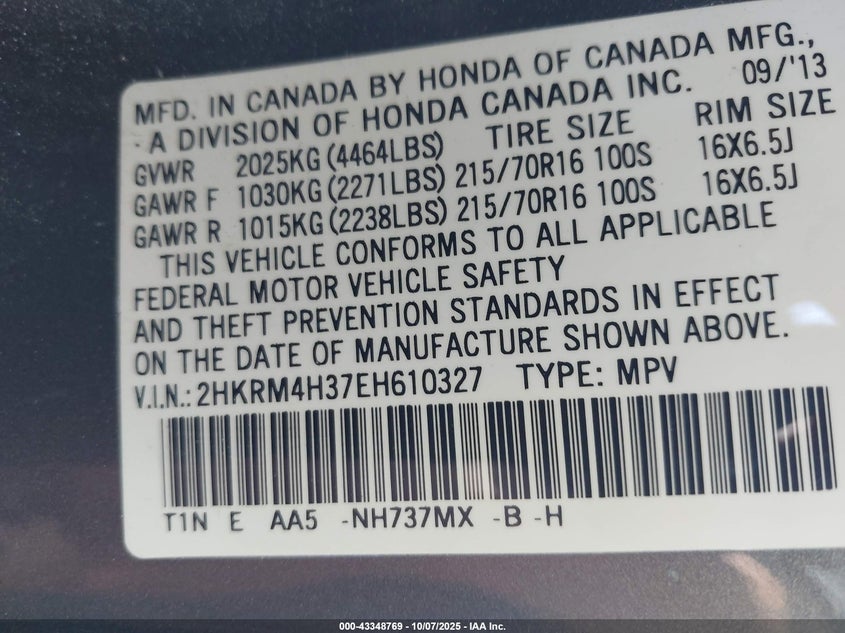 MFD. IN CANADA BY HONDA OF CANADA MFG.,
A DIVISION OF HONDA CANADA INC. 09/'13
GVWR 2025KG (4464LBS) TIRE SIZE RIM SIZE
GAWR F 1030KG (2271LBS) 215/70R16 100S 16X6.5J
GAWR R 1015KG (2238LBS) 215/70R16 100S 16X6.5J
THIS VEHICLE CONFORMS TO ALL APPLICABLE
FEDERAL MOTOR VEHICLE SAFETY
AND THEFT PREVENTION STANDARDS IN EFFECT
ON THE DATE OF MANUFACTURE SHOWN ABOVE.
V.I.N.: 2HKRM4H37EH610327 TYPE: MPV
T1N E AA5 -NH737MX -B -H
000-43348769 - 10/07/2025 - IAA Inc.